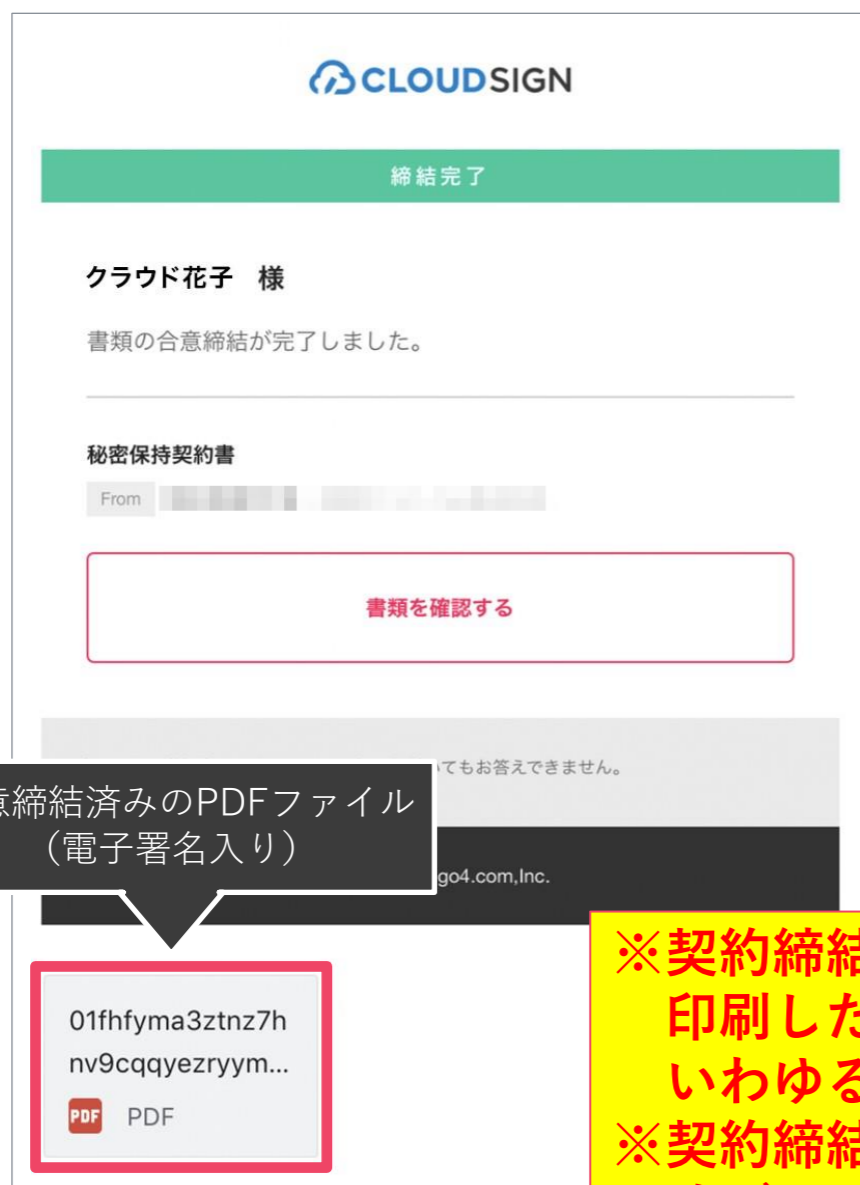 CLOUDSIGN
締結完了
クラウド花子 様
書類の合意締結が完了しました。
秘密保持契約書
From
書類を確認する
てもお答えできません。
意締結済みのPDFファイル
（電子署名入り）
go4.com,Inc.
01fhfyma3ztnz7h
nv9cqqyezryym...
PDF PDF
※契約締結
印刷した
いわゆる
※契約締結